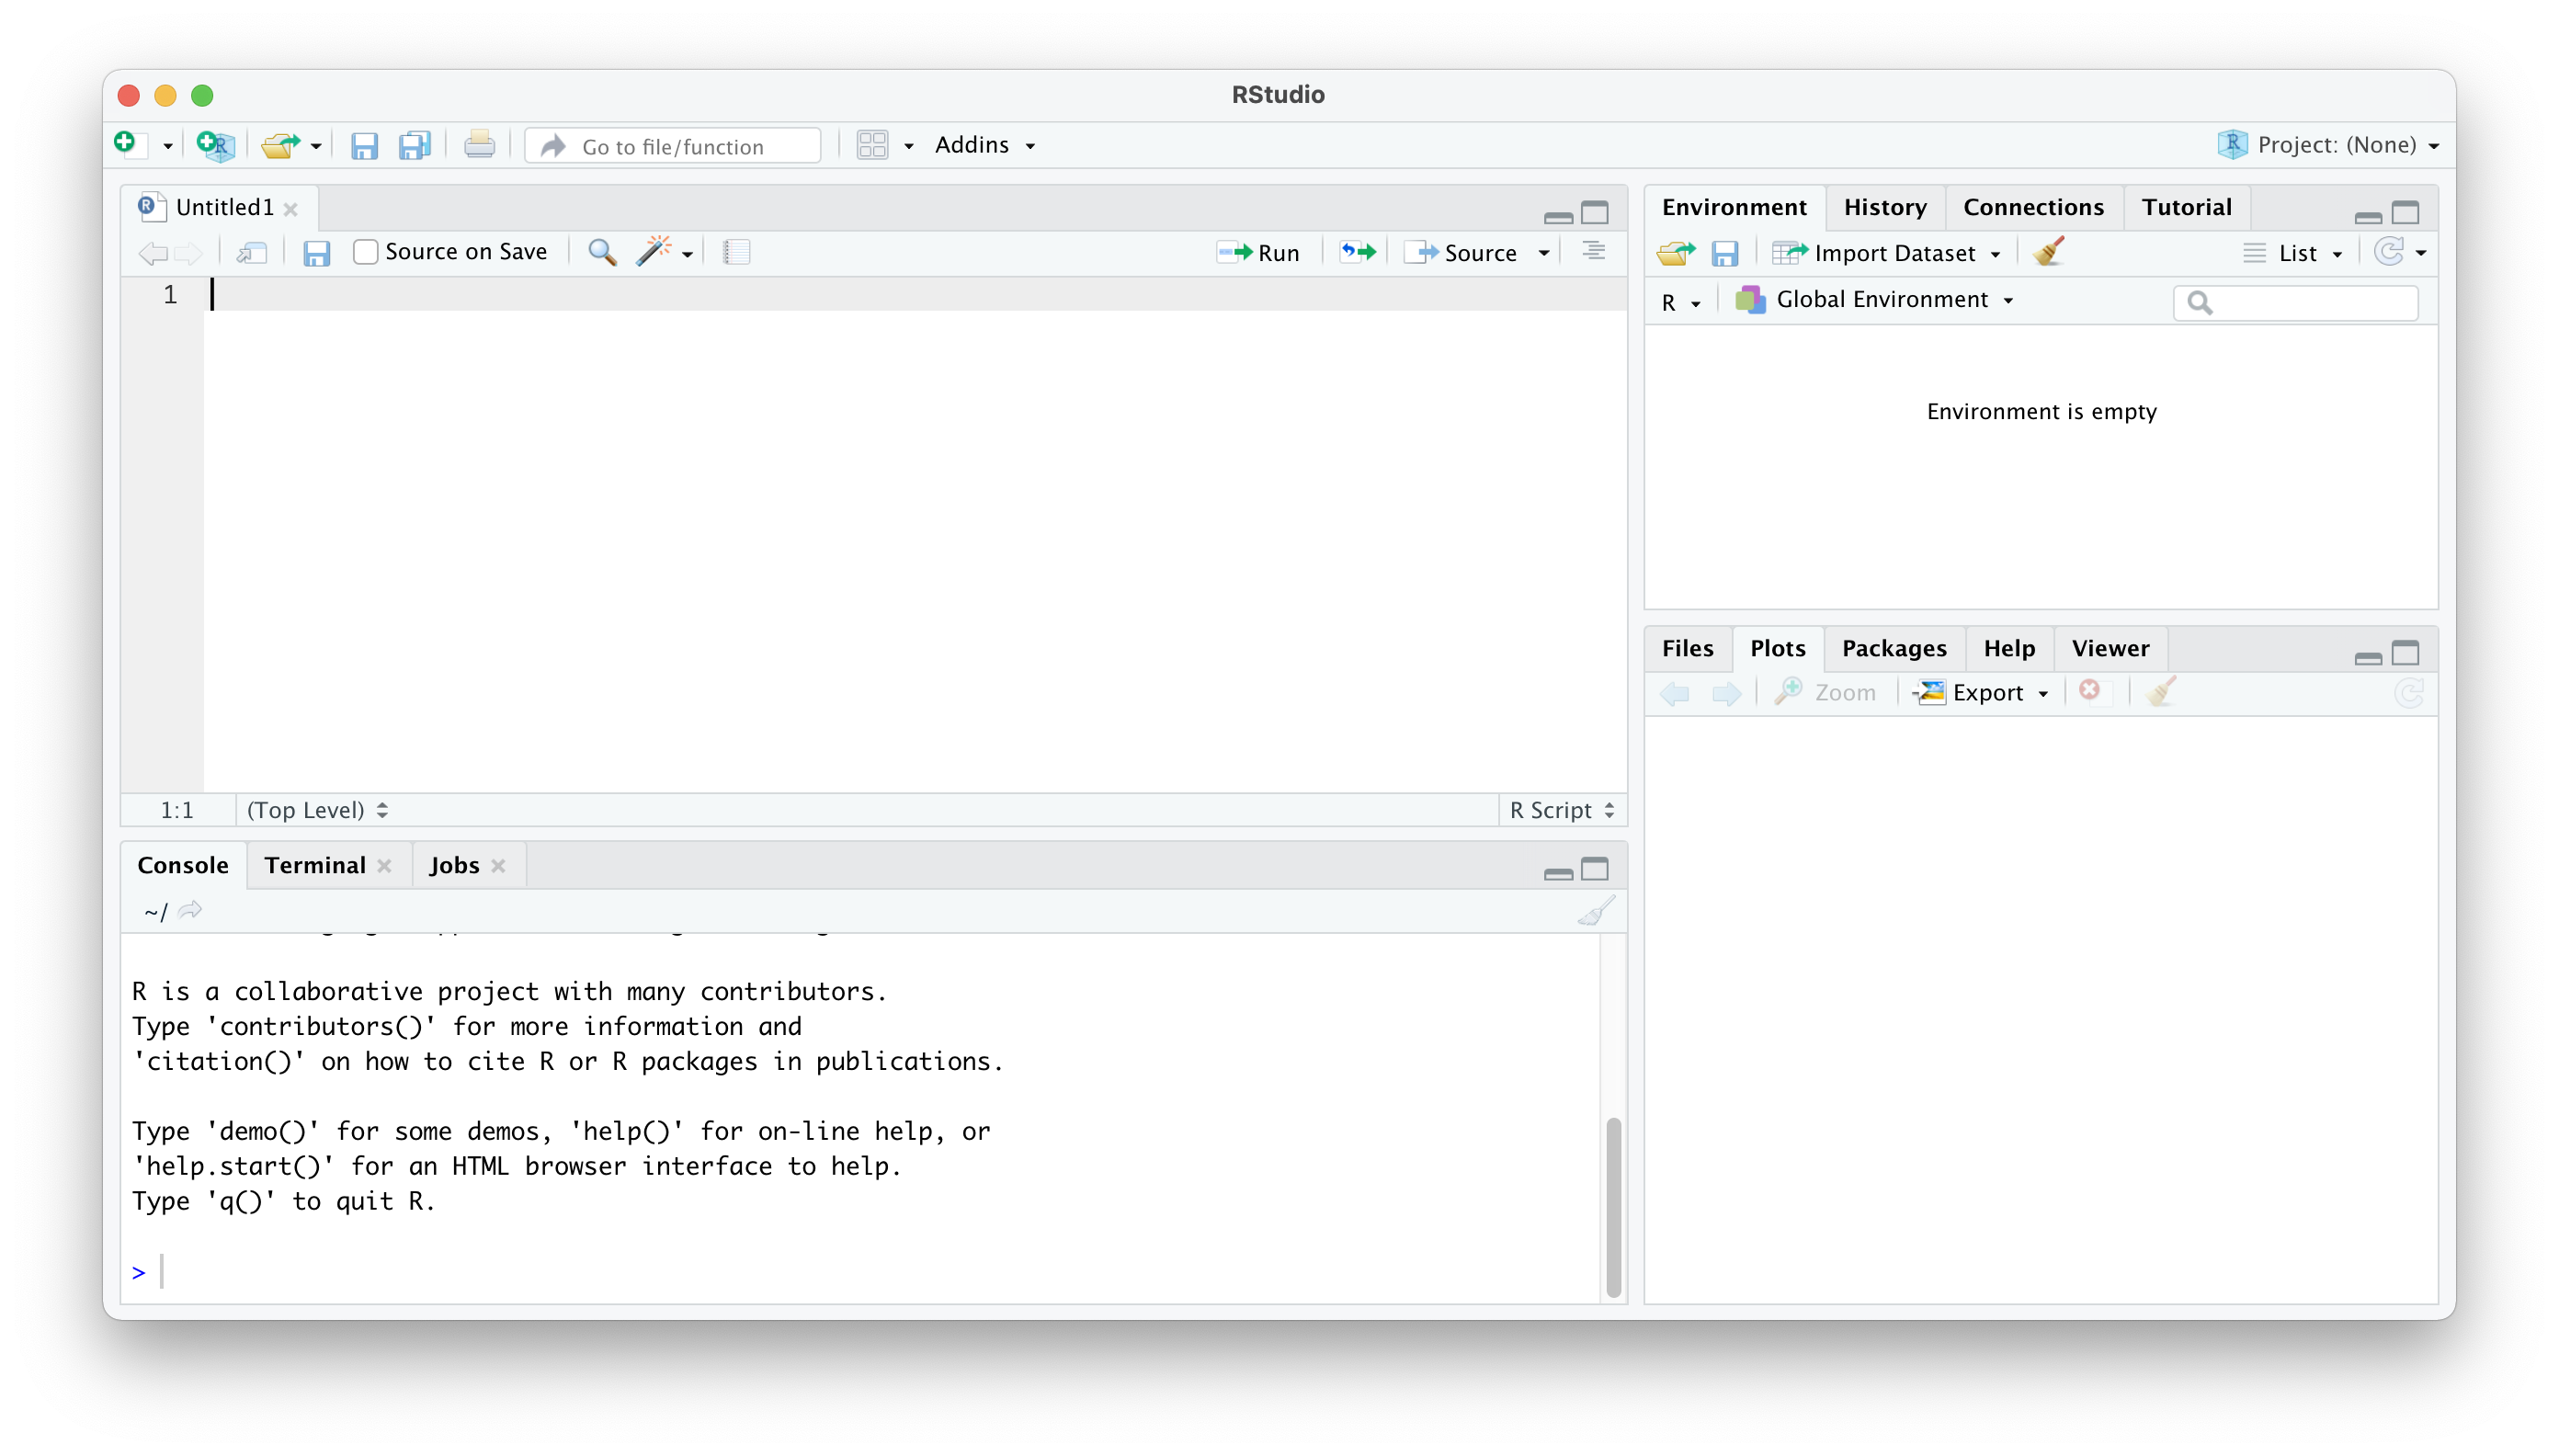 RStudio
Go to file/function
Addins
Project: (None)
Untitled1
Source on Save
Run
Source
1
1:1
(Top Level)
R Script
Console
Terminal
Jobs
~/
R is a collaborative project with many contributors.
Type 'contributors()' for more information and
'citation()' on how to cite R or R packages in publications.
Type 'demo()' for some demos, 'help()' for on-line help, or
'help.start()' for an HTML browser interface to help.
Type 'q()' to quit R.
>
Environment
History
Connections
Tutorial
Import Dataset
List
R
Global Environment
Environment is empty
Files
Plots
Packages
Help
Viewer
Zoom
Export